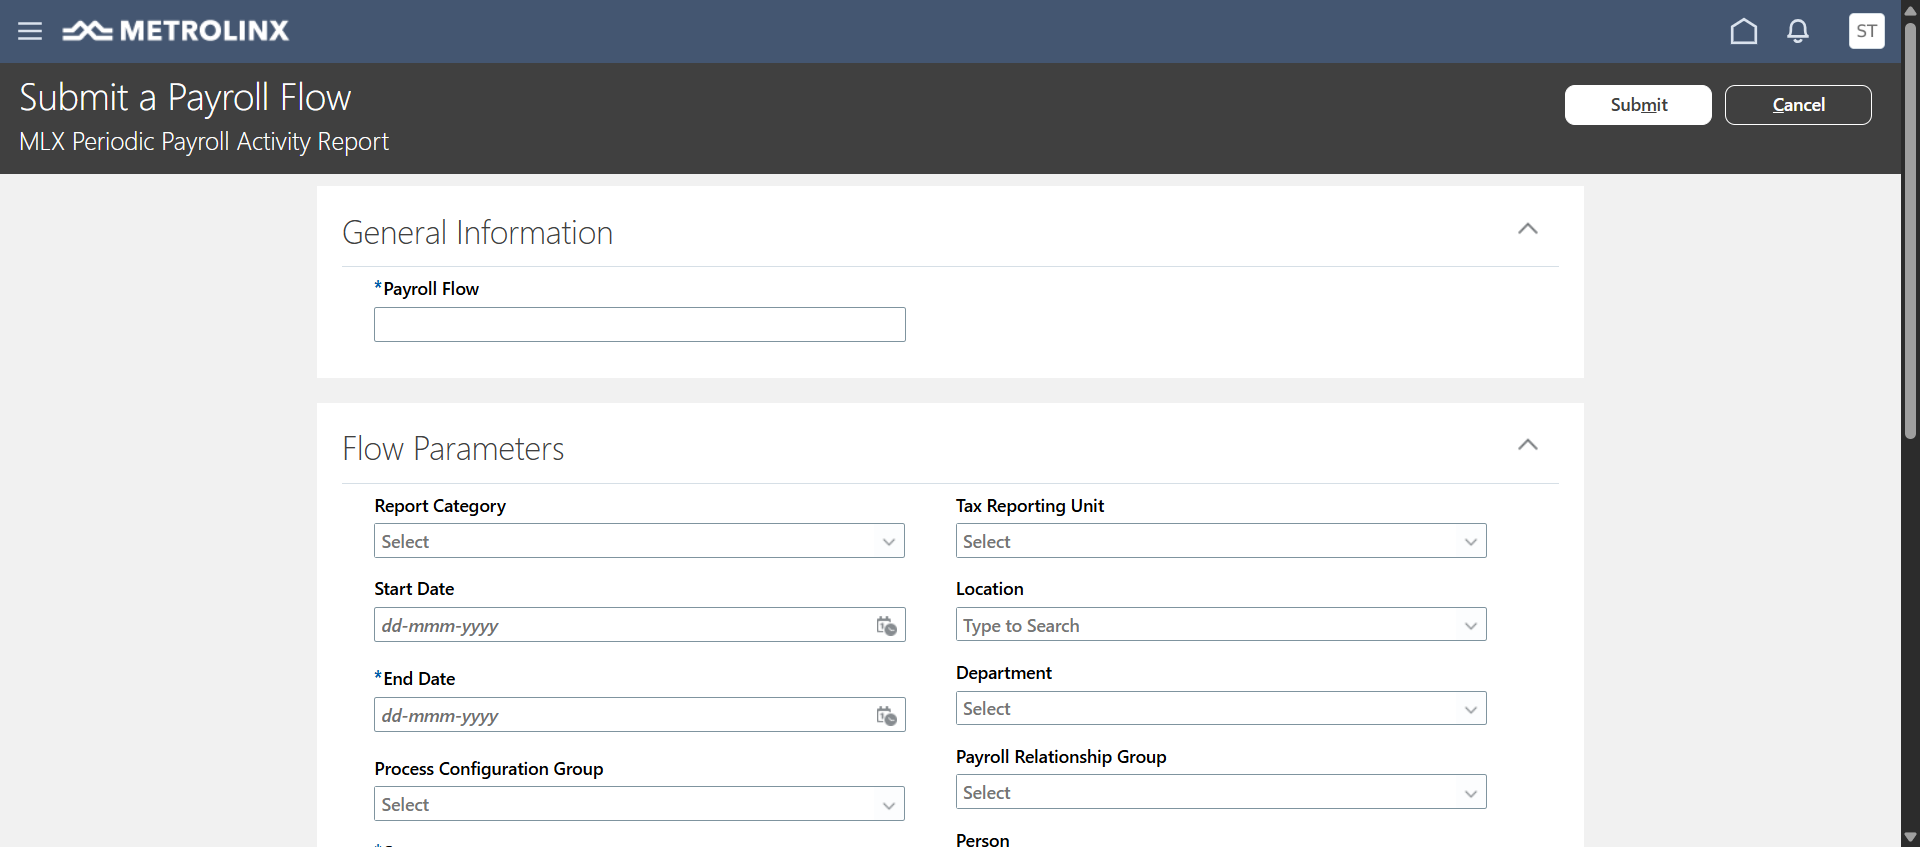 METROLINX
ST
Submit a Payroll Flow
MLX Periodic Payroll Activity Report
Submit
Cancel
General Information
*Payroll Flow
Flow Parameters
Report Category
Select
Tax Reporting Unit
Select
Start Date
dd-mmm-yyyy
Location
Type to Search
*End Date
dd-mmm-yyyy
Department
Select
Process Configuration Group
Select
Payroll Relationship Group
Select
Person